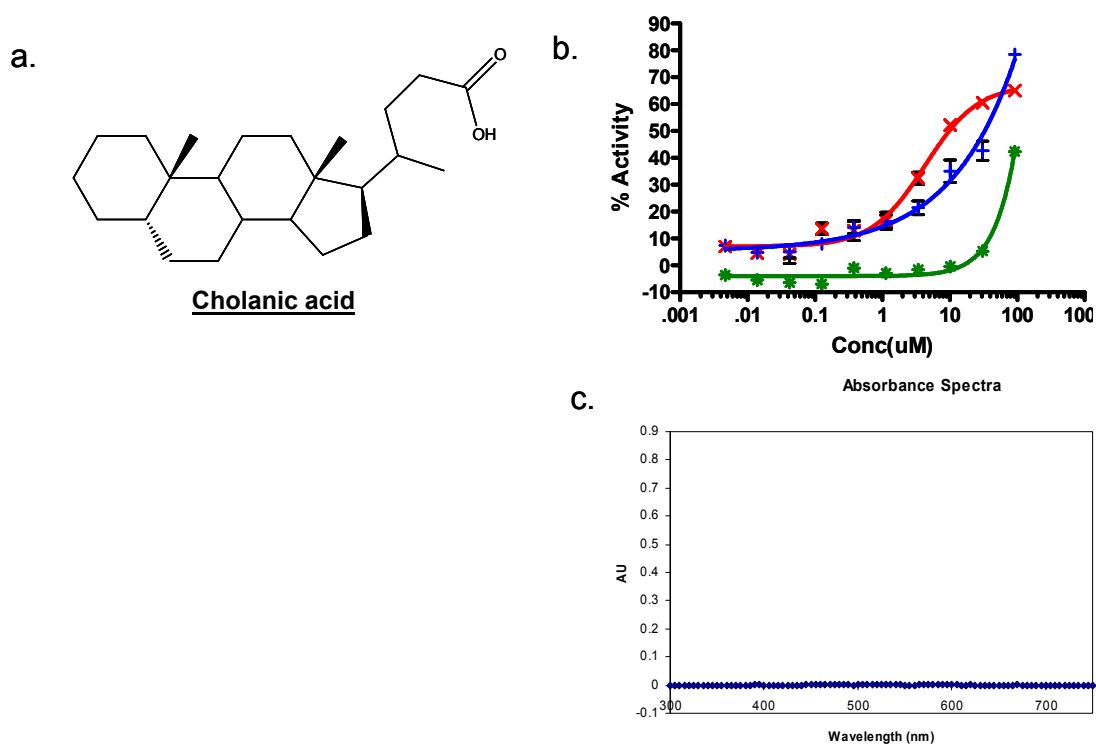 a.
O
OH
Cholanic acid
b.
90
80
70
60
50
40
30
20
10
0
-10
% Activity
.001 .01 0.1 1 10 100 100
Conc(uM)
c.
Absorbance Spectra
0.9
0.8
0.7
0.6
0.5
0.4
0.3
0.2
0.1
0
-0.1
AU
300 400 500 600 700
Wavelength (nm)